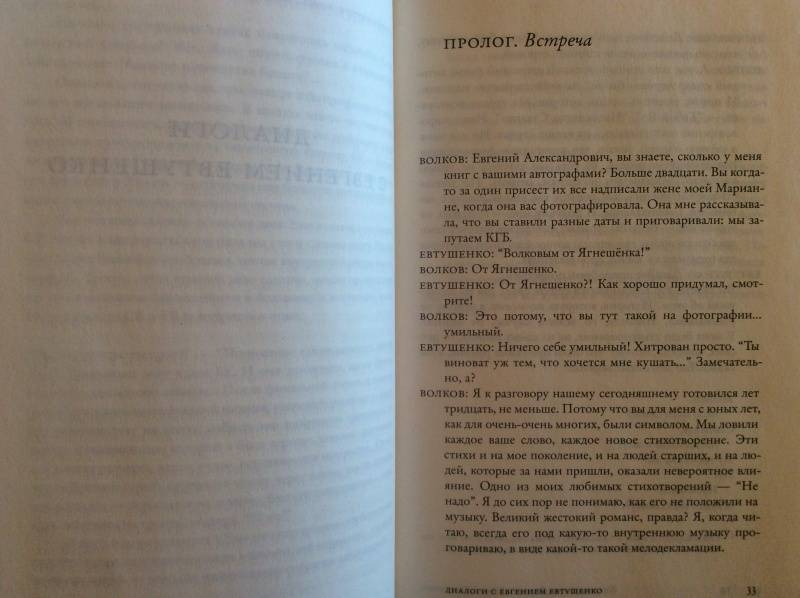 ДИАЛОГИ
С ЕВГЕНИЕМ ЕВТУШЕНКО
ПРОЛОГ. Встреча
ВОЛКОВ: Евгений Александрович, вы знаете, сколько у меня
книг с вашими автографами? Больше двадцати. Вы когда-
то за один присест их все надписали жене моей Мариан-
не, когда она вас фотографировала. Она мне рассказыва-
ла, что вы ставили разные даты и приговаривали: мы за-
путаем КГБ.
ЕВТУШЕНКО: “Волковым от Ягнешёнка!”
ВОЛКОВ: От Ягнешенко.
ЕВТУШЕНКО: От Ягнешенко?! Как хорошо придумал, смот-
рите!
ВОЛКОВ: Это потому, что вы тут такой на фотографии...
умильный.
ЕВТУШЕНКО: Ничего себе умильный! Хитрован просто. “Ты
виноват уж тем, что хочется мне кушать...” Замечатель-
но, а?
ВОЛКОВ: Я к разговору нашему сегодняшнему готовился лет
тридцать, не меньше. Потому что вы для меня с юных лет,
как для очень-очень многих, были символом. Мы ловили
каждое ваше слово, каждое новое стихотворение. Эти
стихи и на мое поколение, и на людей старших, и на лю-
дей, которые за нами пришли, оказали невероятное вли-
яние. Одно из моих любимых стихотворений — “Не
надо”. Я до сих пор не понимаю, как его не положили на
музыку. Великий жестокий романс, правда? Я, когда чи-
таю, всегда его под какую-то внутреннюю музыку про-
говариваю, в виде какой-то такой мелодекламации.
ДИАЛОГИ С ЕВГЕНИЕМ ЕВТУШЕНКО 33